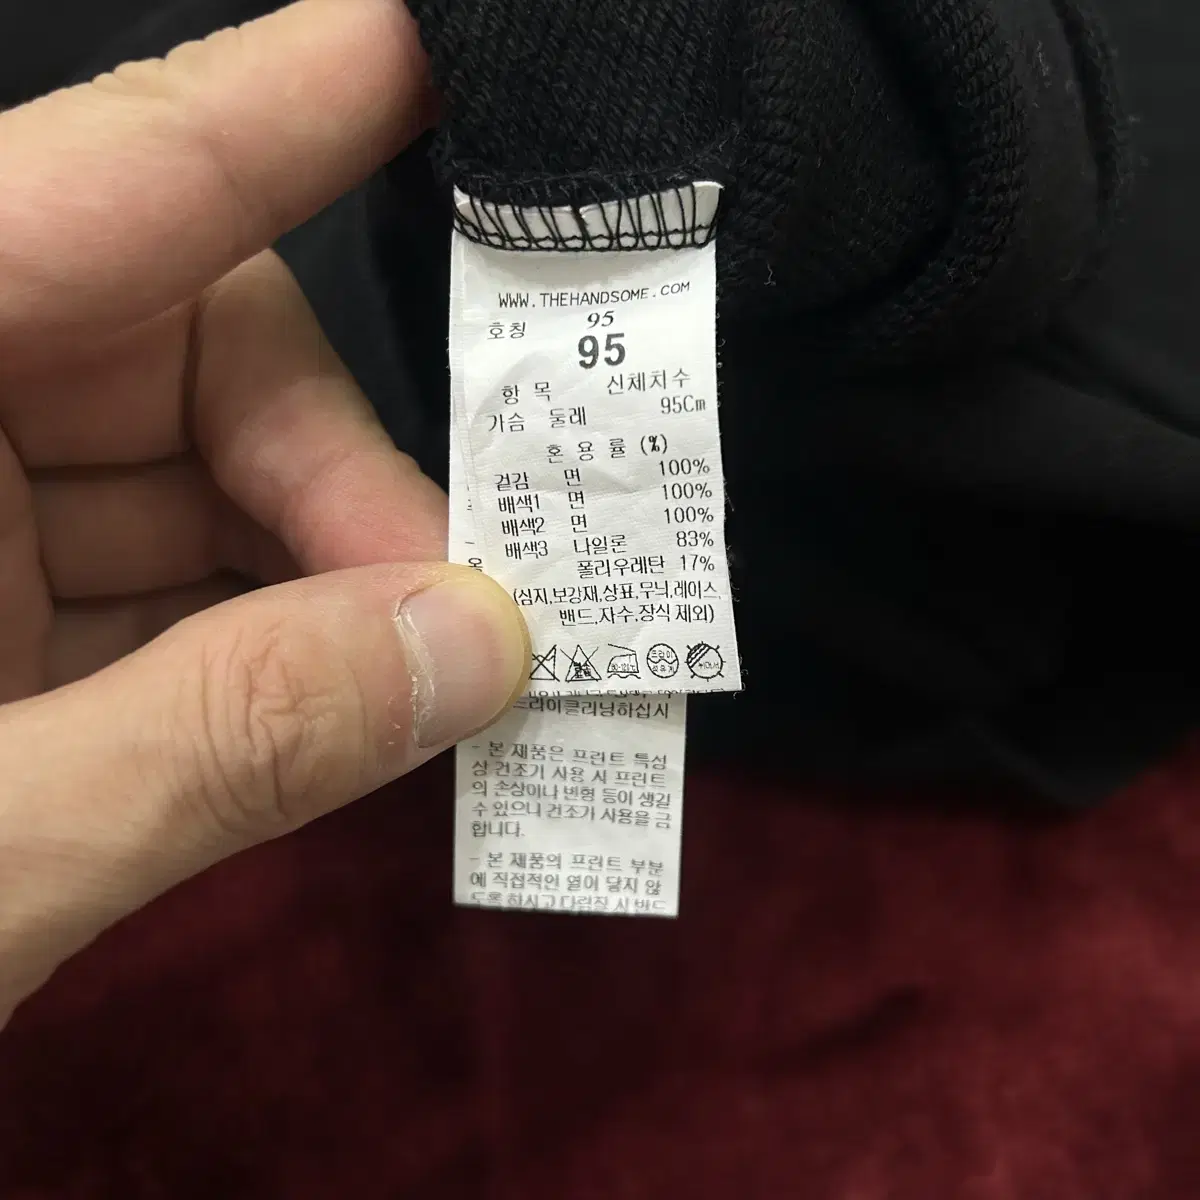 WWW.THEHANDSOME.COM
호칭 95
95
항 목 신체치수
가슴 둘레 95Cm
혼 용 률 (%)
겉감 면 100%
배색1 면 100%
배색2 면 100%
배색3 나일론 83%
폴리우레탄 17%
(심지,보강재,상표,무늬,레이스,
밴드,자수,장식 제외)
드라이클리닝하십시
- 본 제품은 프린트 특성
상 건조기 사용 시 프린트
의 손상이나 변형 등이 생길
수 있으니 건조기 사용을 금
합니다.
- 본 제품의 프린트 부분
에 직접적인 열이 닿지 않
도록 하시고 다림질 시 반드